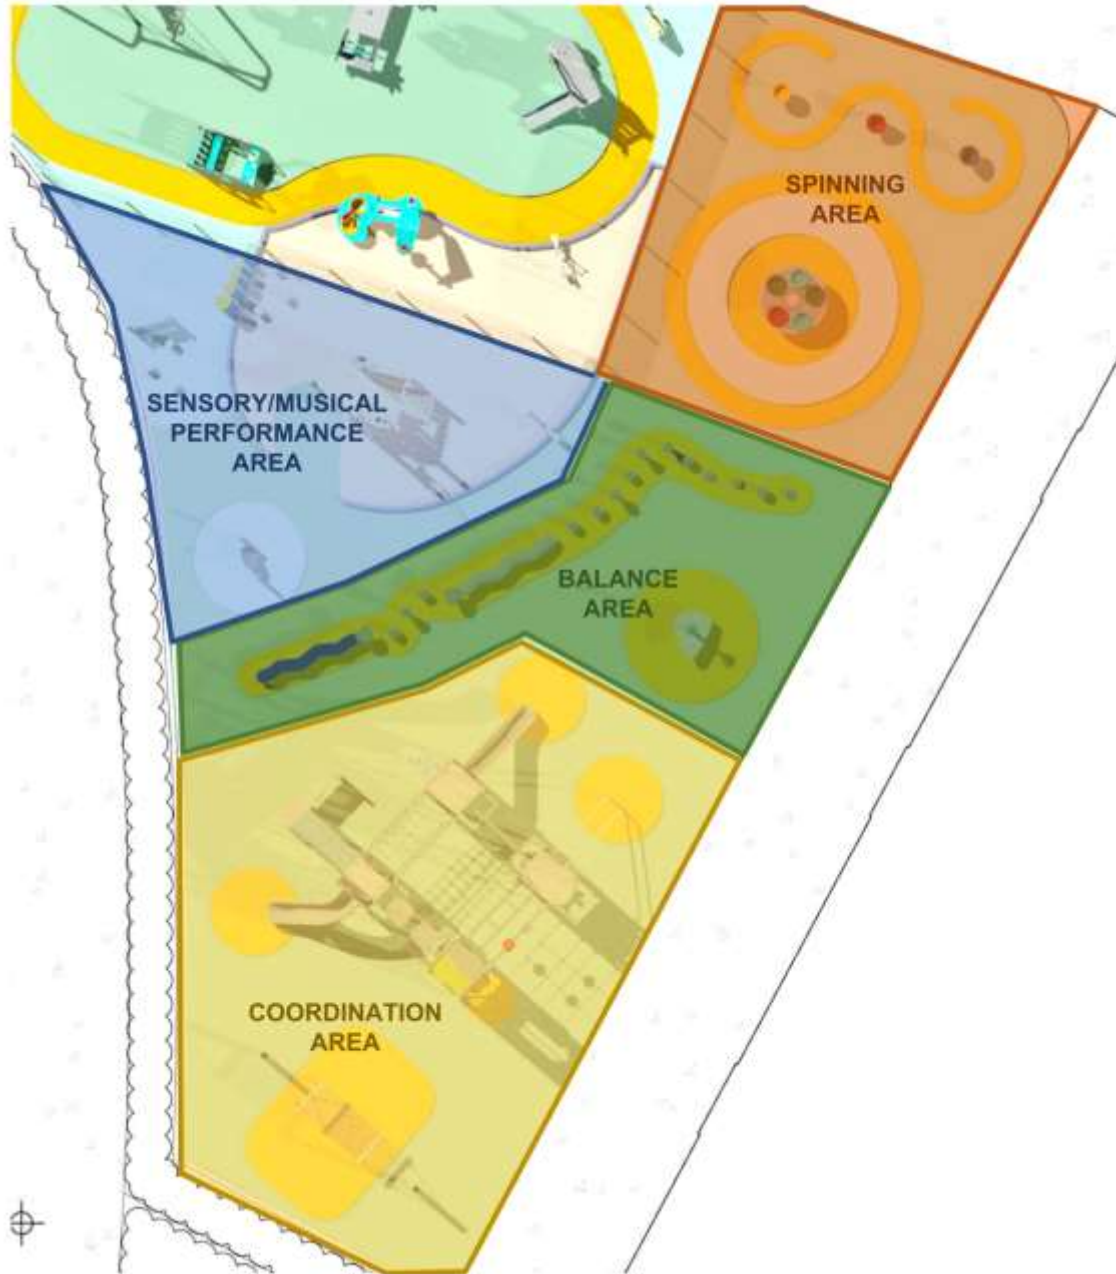 SPINNING
AREA
SENSORY/MUSICAL
PERFORMANCE
AREA
BALANCE
AREA
COORDINATION
AREA